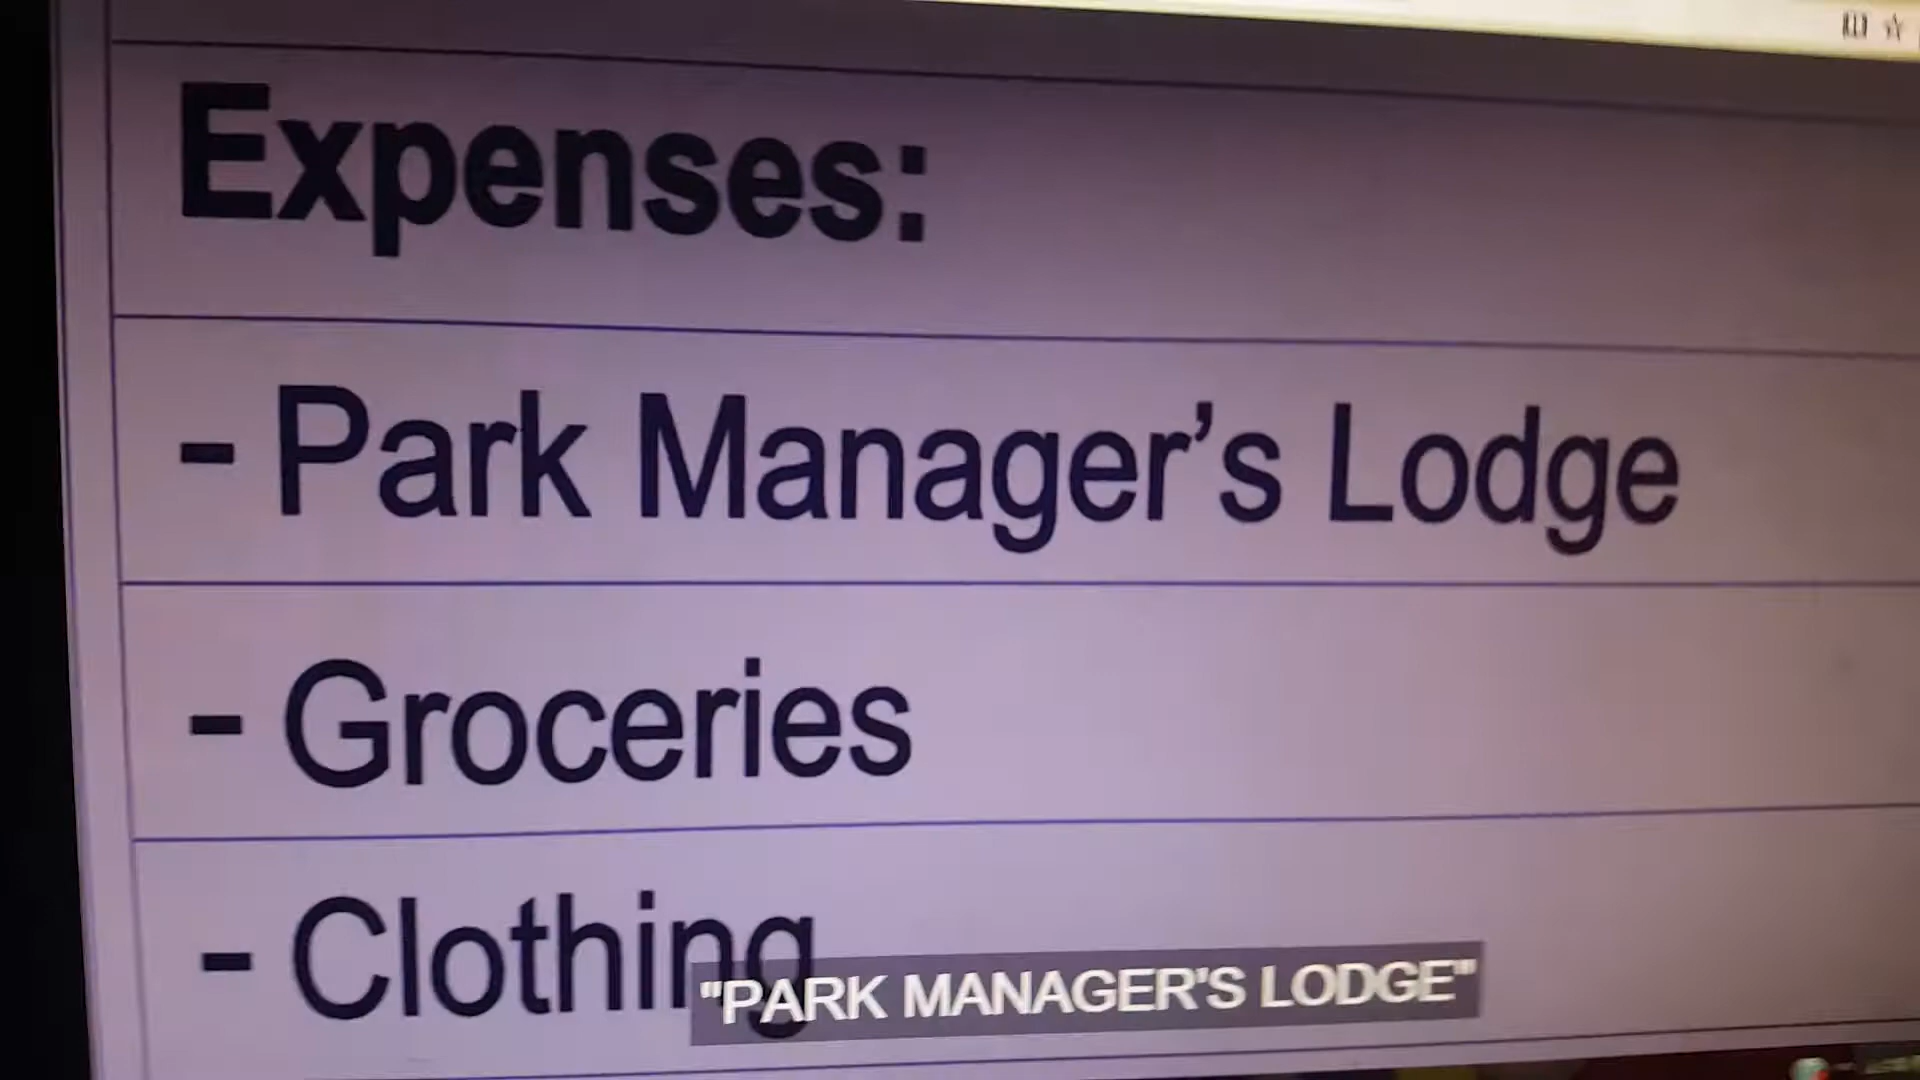 Expenses:
- Park Manager’s Lodge
- Groceries
- Clothing
"PARK MANAGER'S LODGE"